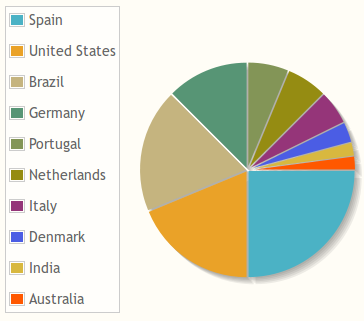 Spain
United States
Brazil
Germany
Portugal
Netherlands
Italy
Denmark
India
Australia